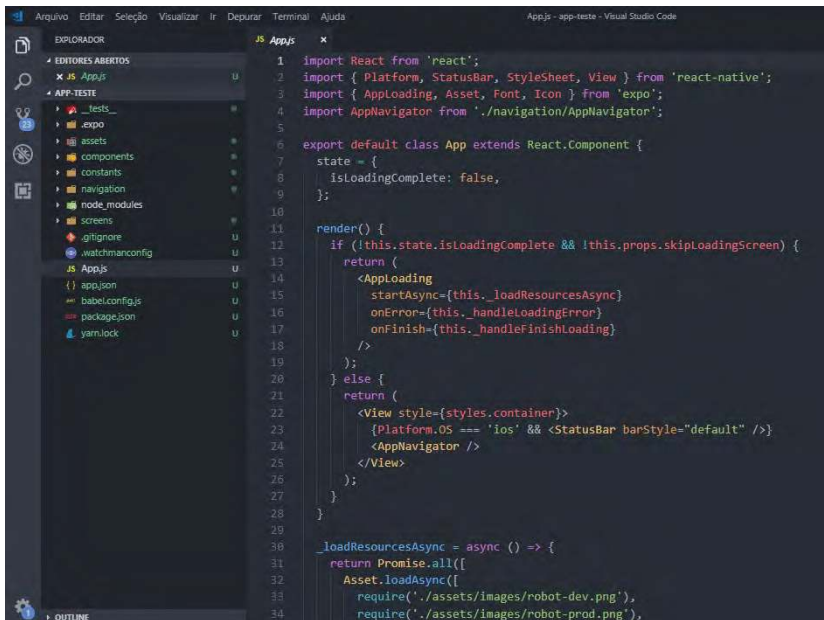 Arquivo Editar Seleção Visualizar Ir Depurar Terminal Ajuda App.js - app-teste - Visual Studio Code
EXPLORADOR
EDITORES ABERTOS
JS App.js U
APP-TESTE
__tests__
.expo
assets
components
constants
navigation
node_modules
screens
.gitignore U
.watchmanconfig U
JS App.js U
{ } app.json U
babel.config.js U
package.json U
yarn.lock U
OUTLINE
23
1
JS App.js ×
1 import React from 'react';
2 import { Platform, StatusBar, StyleSheet, View } from 'react-native';
3 import { AppLoading, Asset, Font, Icon } from 'expo';
4 import AppNavigator from './navigation/AppNavigator';
5
6 export default class App extends React.Component {
7 state = {
8 isLoadingComplete: false,
9 };
10
11 render() {
12 if (!this.state.isLoadingComplete && !this.props.skipLoadingScreen) {
13 return (
14 <AppLoading
15 startAsync={this._loadResourcesAsync}
16 onError={this._handleLoadingError}
17 onFinish={this._handleFinishLoading}
18 />
19 );
20 } else {
21 return (
22 <View style={styles.container}>
23 {Platform.OS === 'ios' && <StatusBar barStyle="default" />}
24 <AppNavigator />
25 </View>
26 );
27 }
28 }
29
30 _loadResourcesAsync = async () => {
31 return Promise.all([
32 Asset.loadAsync([
33 require('./assets/images/robot-dev.png'),
34 require('./assets/images/robot-prod.png'),